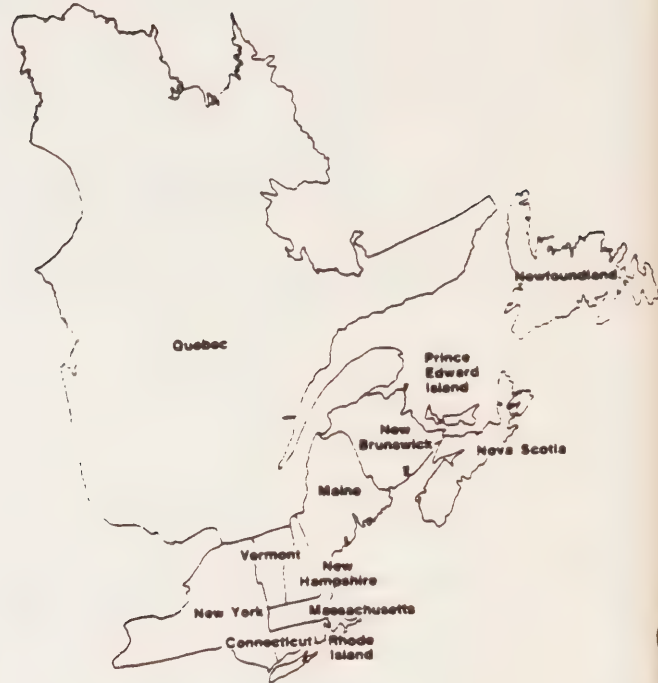 Newfoundland
Quebec
Prince
Edward
Island
New
Brunswick
Nova Scotia
Maine
Vermont
New
Hampshire
New York
Massachusetts
Connecticut
Rhode
Island